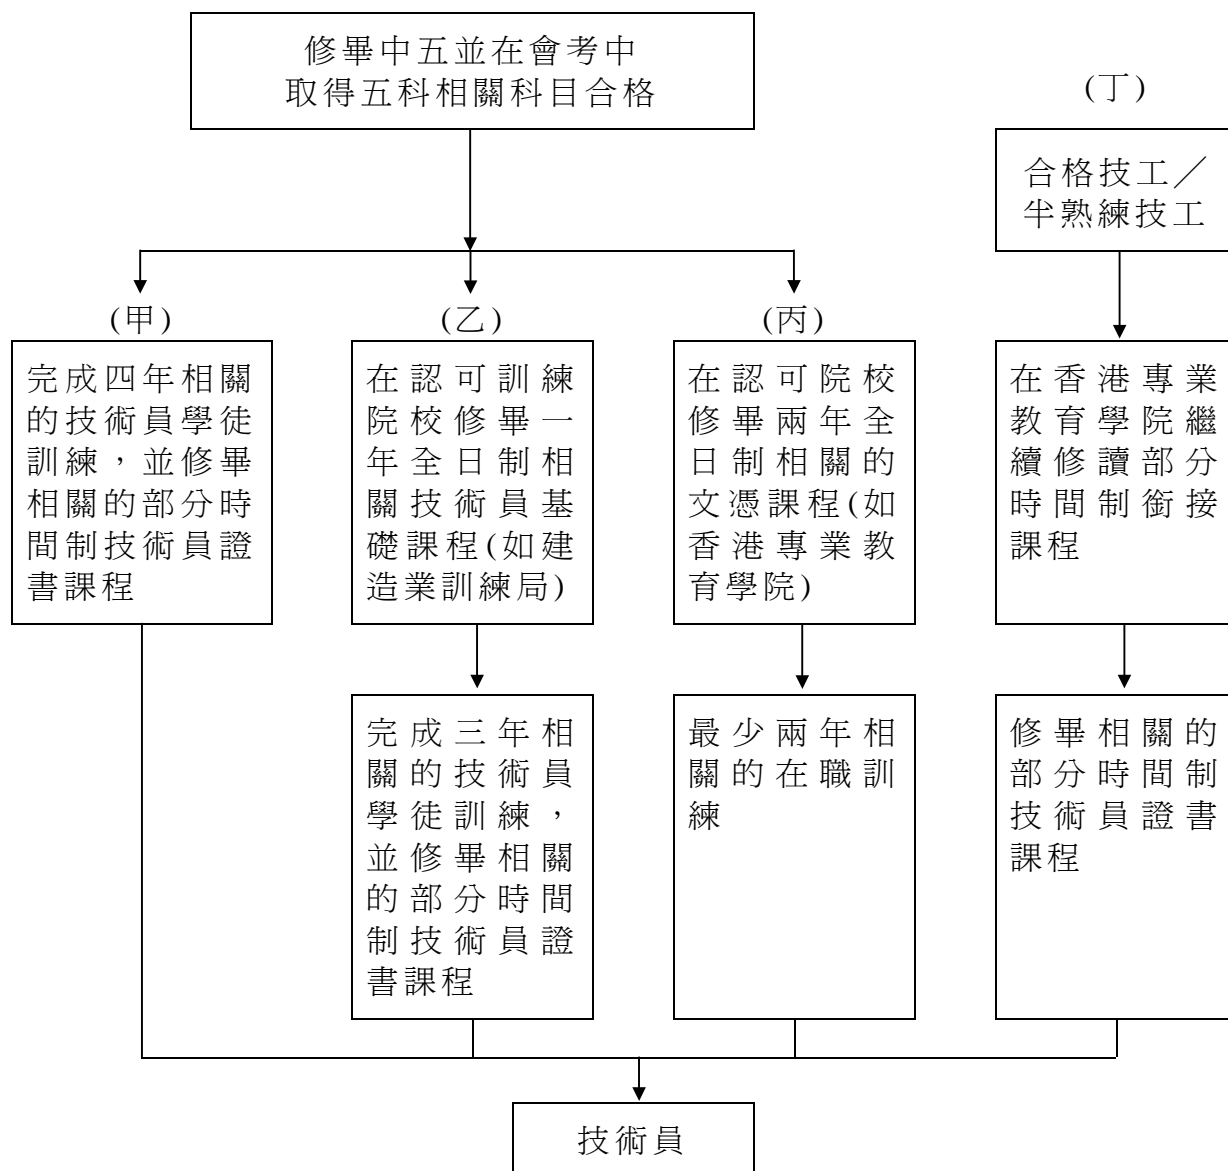 修畢中五並在會考中
取得五科相關科目合格
(丁)
合格技工／
半熟練技工
(甲)
完成四年相關
的技術員學徒
訓練，並修畢
相關的部分時
間制技術員證
書課程
(乙)
在認可訓練
院校修畢一
年全日制相
關技術員基
礎課程(如建
造業訓練局)
(丙)
在認可院校
修畢兩年全
日制相關的
文憑課程(如
香港專業教
育學院)
在香港專業
教育學院繼
續修讀部分
時間制銜接
課程
完成三年相
關的技術員
學徒訓練，
並修畢相關
的部分時間
制技術員證
書課程
最少兩年相
關的在職訓
練
修畢相關的
部分時間制
技術員證書
課程
技術員